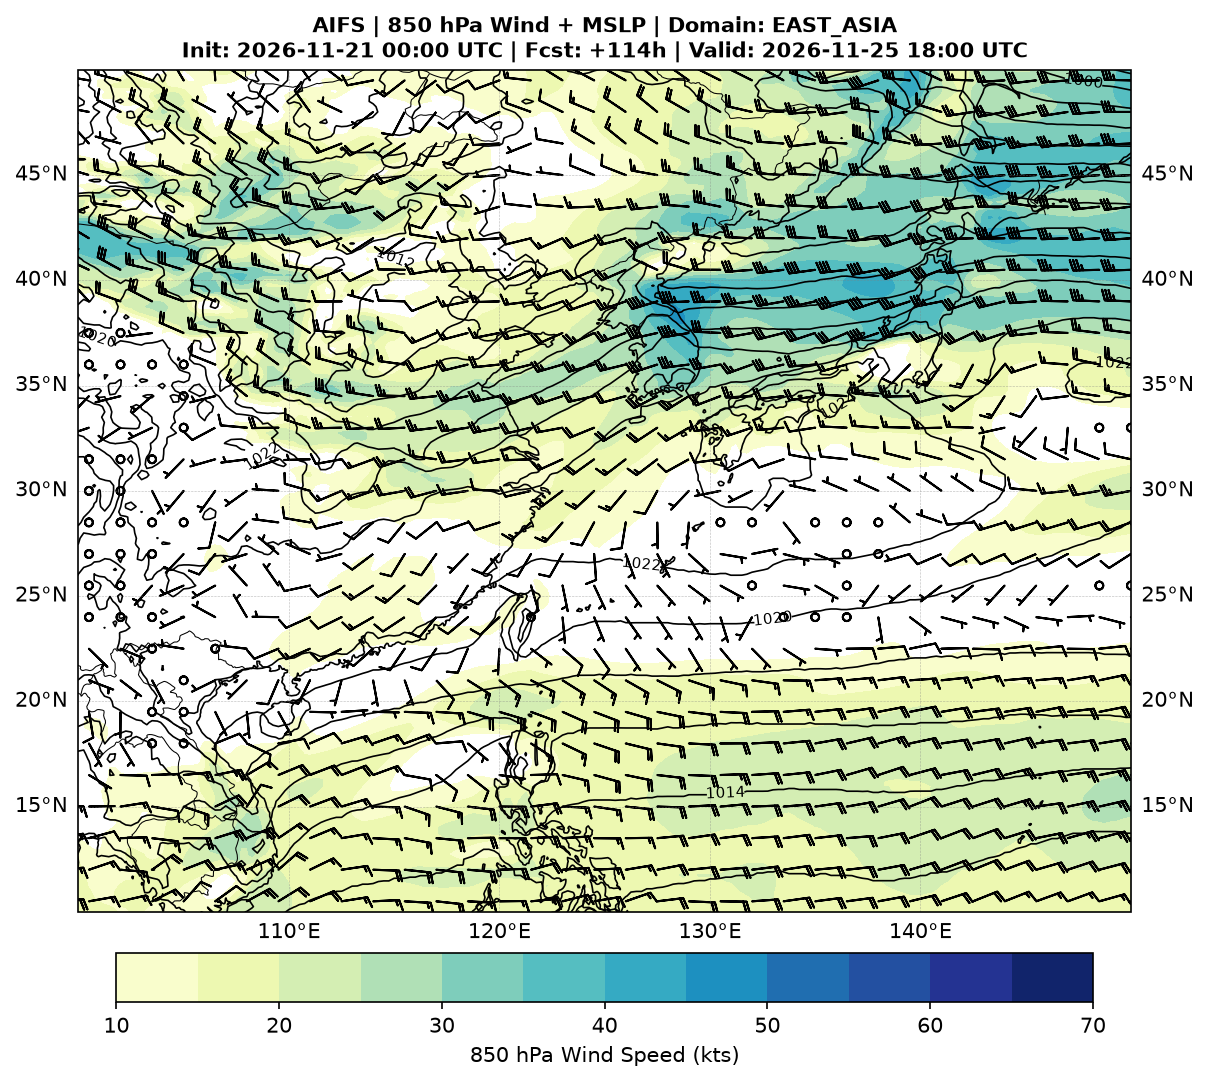 AIFS | 850 hPa Wind + MSLP | Domain: EAST_ASIA
Init: 2026-11-21 00:00 UTC | Fcst: +114h | Valid: 2026-11-25 18:00 UTC
1000
45°N 45°N
1012
40°N 40°N
1020
1022
35°N 35°N
1024
1022
30°N 30°N
1022
25°N 25°N
1020
20°N 20°N
1014
15°N 15°N
110°E 120°E 130°E 140°E
10 20 30 40 50 60 70
850 hPa Wind Speed (kts)